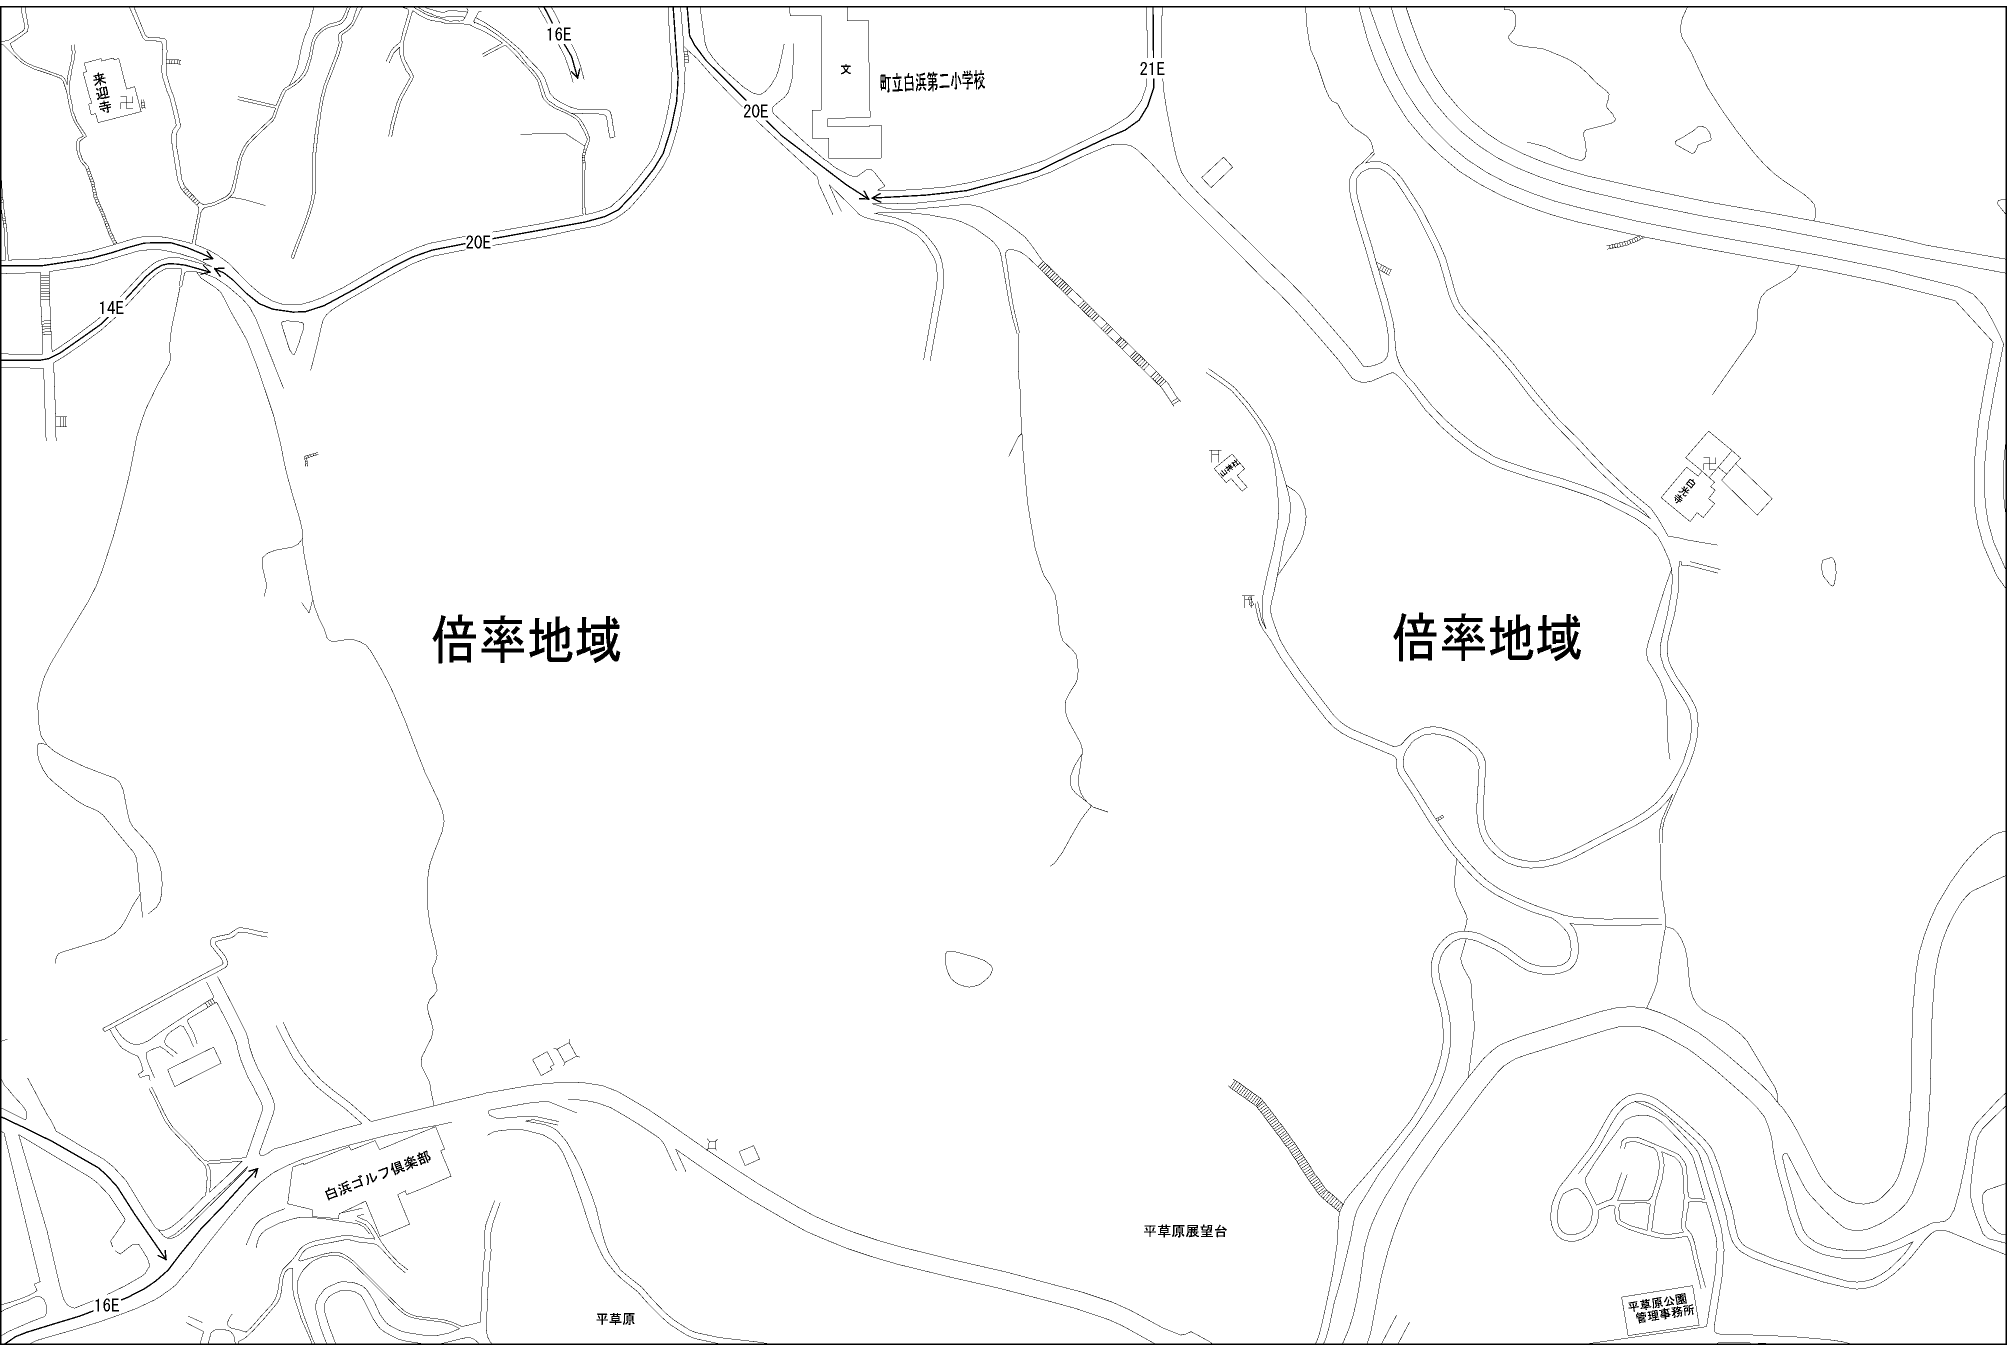 16E
来迎寺
文
町立白浜第二小学校
21E
20E
20E
14E
山神社
白光寺
倍率地域
倍率地域
白浜ゴルフ倶楽部
平草原展望台
16E
平草原
平草原公園
管理事務所